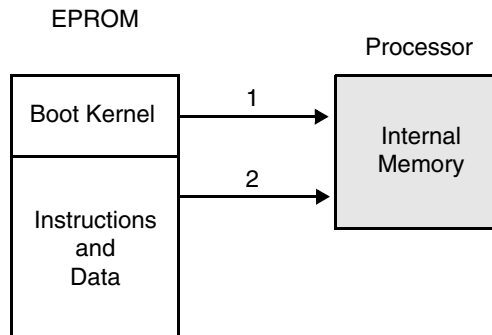 EPROM
Processor
Boot Kernel
1
Internal
Memory
2
Instructions
and
Data